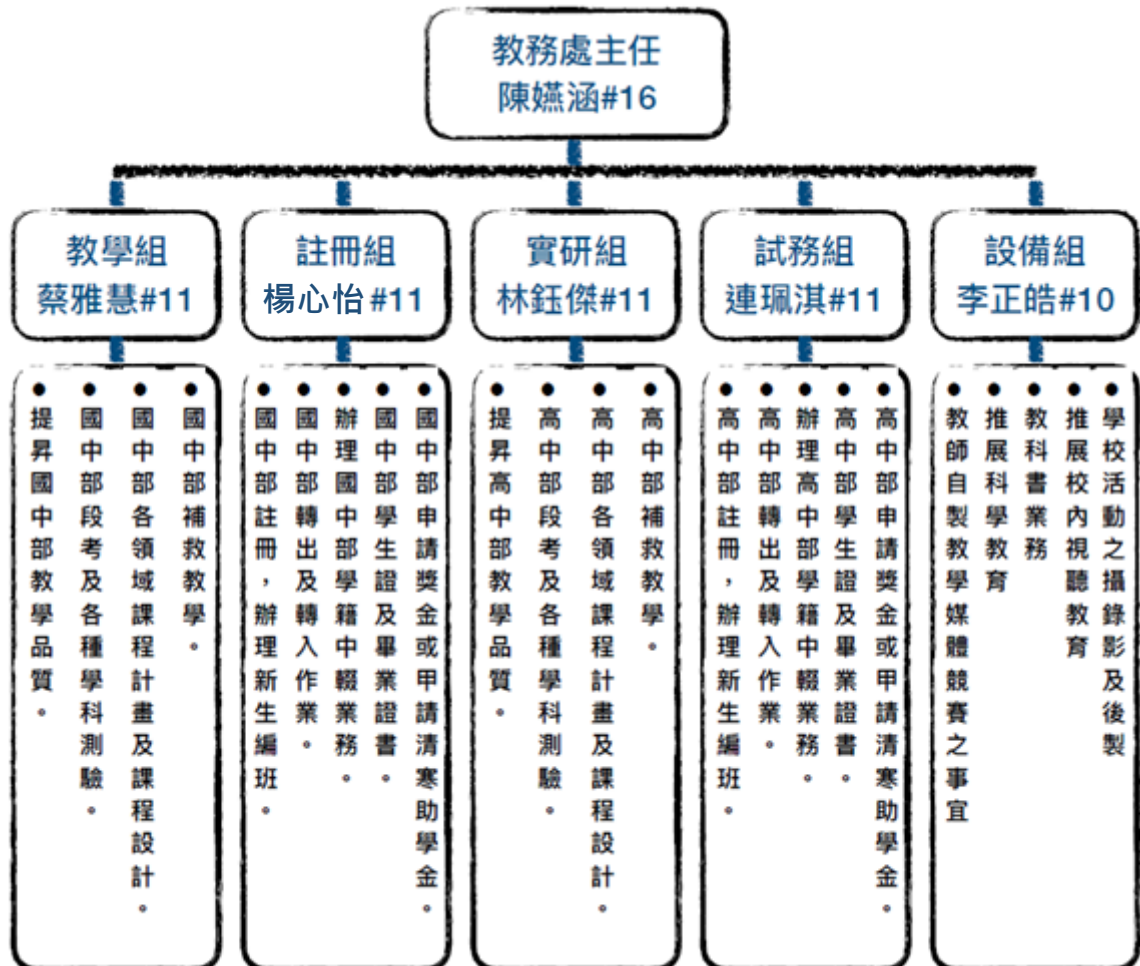 教務處主任
陳嬿涵#16
教學組
蔡雅慧#11
註冊組
楊心怡#11
實研組
林鈺傑#11
試務組
連珮淇#11
設備組
李正皓#10
● 國中部補救教學。
● 國中部各領域課程計畫及課程設計。
● 國中部段考及各種學科測驗。
● 提昇國中部教學品質。
● 國中部申請獎金或甲請清寒助學金。
● 國中部學生證及畢業證書。
● 辦理國中部學籍中輟業務。
● 國中部轉出及轉入作業。
● 國中部註冊，辦理新生編班。
● 高中部補救教學。
● 高中部各領域課程計畫及課程設計。
● 高中部段考及各種學科測驗。
● 提昇高中部教學品質。
● 高中部申請獎金或甲請清寒助學金。
● 高中部學生證及畢業證書。
● 辦理高中部學籍中輟業務。
● 高中部轉出及轉入作業。
● 高中部註冊，辦理新生編班。
● 學校活動之攝錄影及後製
● 推展校內視聽教育
● 教科書業務
● 推展科學教育
● 教師自製教學媒體競賽之事宜